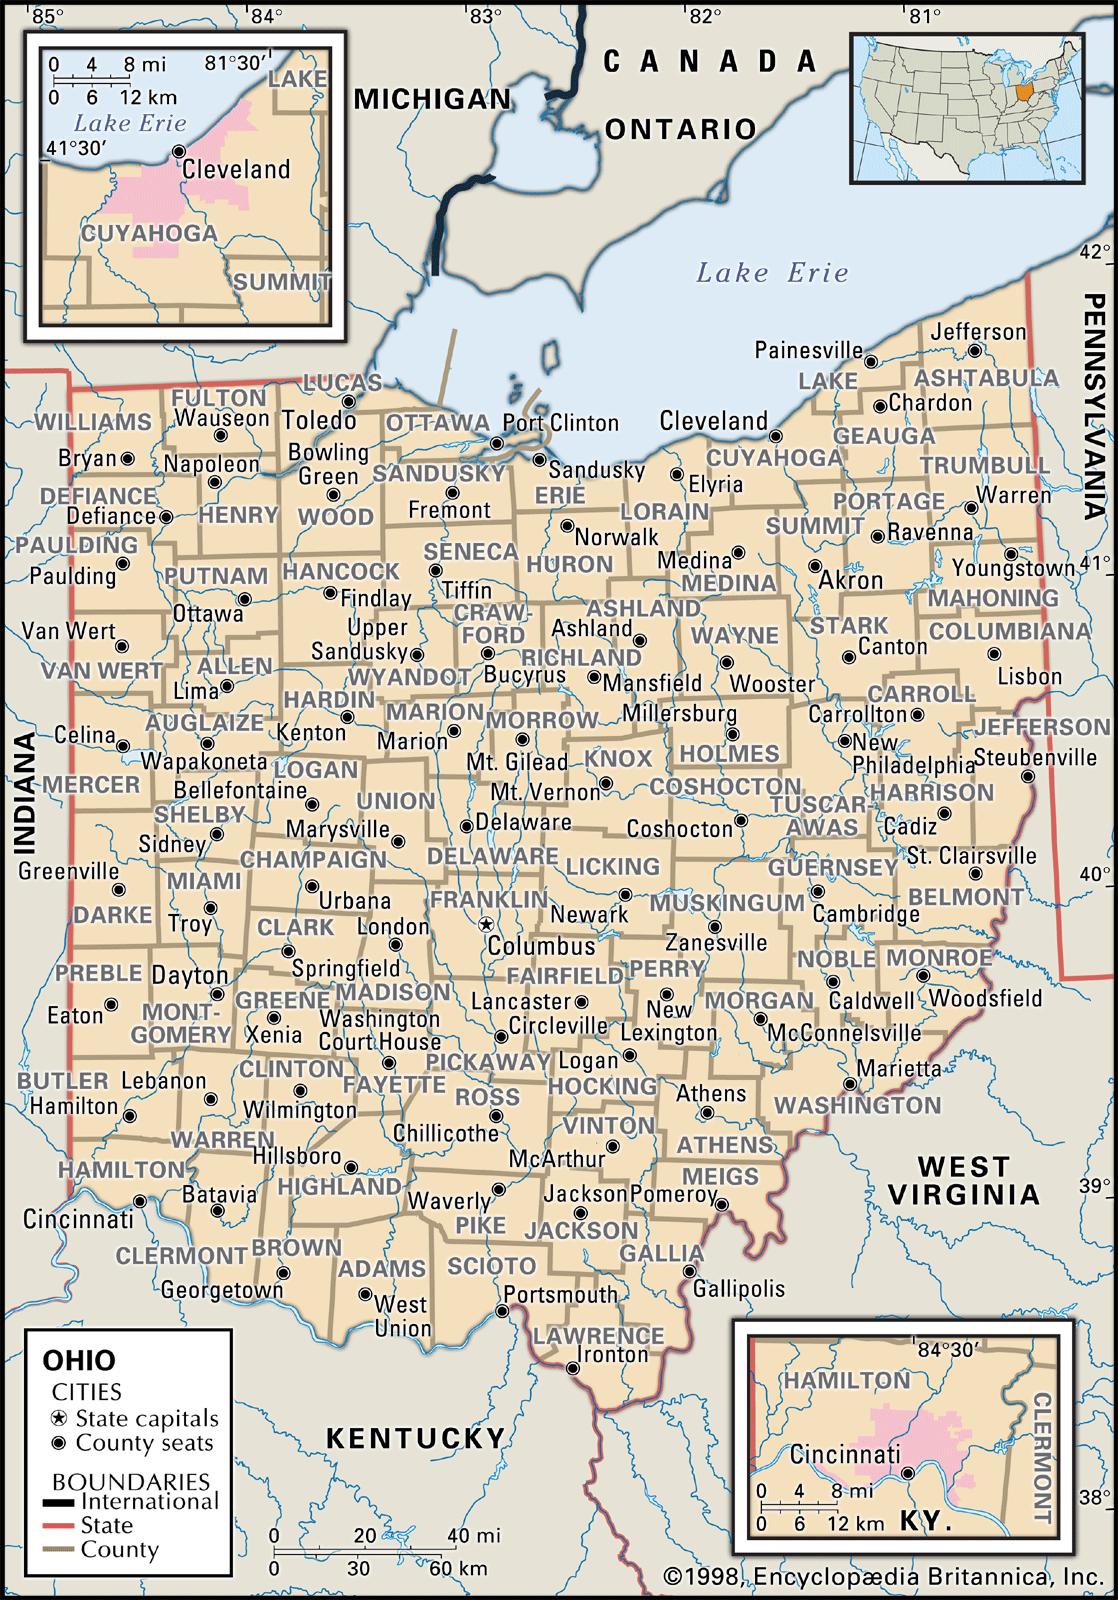 85° 84° 83° 82° 81°
0 4 8 mi 81°30′
LAKE
0 6 12 km
Lake Erie
41°30′
Cleveland
CUYAHOGA
SUMMIT
CANADA
MICHIGAN
ONTARIO
Lake Erie
42°
PENNSYLVANIA
Jefferson
Painesville
LUCAS
LAKE ASHTABULA
FULTON
Chardon
WILLIAMS Wauseon Toledo OTTAWA Port Clinton Cleveland
GEAUGA
Bryan Napoleon Bowling
Green SANDUSKY Sandusky CUYAHOGA
TRUMBULL
Elyria
DEFIANCE ERIE Warren
Defiance HENRY WOOD Fremont LORAIN PORTAGE
SUMMIT Ravenna
Norwalk
PAULDING SENECA HURON Medina Youngstown
41°
Paulding PUTNAM HANCOCK Tiffin MEDINA Akron
MAHONING
Ottawa Findlay CRAW-
FORD ASHLAND
Van Wert Upper
Sandusky Ashland WAYNE STARK COLUMBIANA
Canton
VAN WERT ALLEN WYANDOT Bucyrus RICHLAND
Lima Mansfield Wooster Lisbon
HARDIN CARROLL
AUGLAIZE MARION MORROW Millersburg Carrollton
JEFFERSON
Celina Kenton Marion
INDIANA
Wapakoneta Mt. Gilead KNOX HOLMES New
Philadelphia Steubenville
LOGAN
MERCER Bellefontaine UNION Mt. Vernon COSHOCTON HARRISON
SHELBY TUSCAR-
AWAS
Sidney Marysville Delaware Coshocton Cadiz
Greenville CHAMPAIGN DELAWARE LICKING GUERNSEY St. Clairsville
40°
MIAMI Urbana FRANKLIN MUSKINGUM BELMONT
DARKE Troy CLARK London Newark Cambridge
Columbus Zanesville
PREBLE Dayton Springfield FAIRFIELD PERRY NOBLE MONROE
Eaton MONT-
GOMERY GREENE MADISON Lancaster New
Lexington MORGAN Caldwell Woodsfield
Xenia Washington
Court House Circleville McConnelsville
CLINTON PICKAWAY Logan Marietta
BUTLER Lebanon FAYETTE HOCKING
Hamilton Wilmington ROSS Athens WASHINGTON
Chillicothe VINTON
WARREN Hillsboro McArthur ATHENS
HAMILTON HIGHLAND MEIGS
WEST
VIRGINIA
39°
Batavia Waverly Jackson Pomeroy
Cincinnati PIKE JACKSON
CLERMONT BROWN ADAMS SCIOTO GALLIA
Georgetown Gallipolis
West
Union Portsmouth
LAWRENCE
Ironton
OHIO
CITIES
State capitals
County seats
BOUNDARIES
International
State
County
KENTUCKY
0 20 40 mi
0 30 60 km
84°30′
HAMILTON
CLERMONT
Cincinnati
0 4 8 mi
0 6 12 km KY.
38°
©1998, Encyclopædia Britannica, Inc.